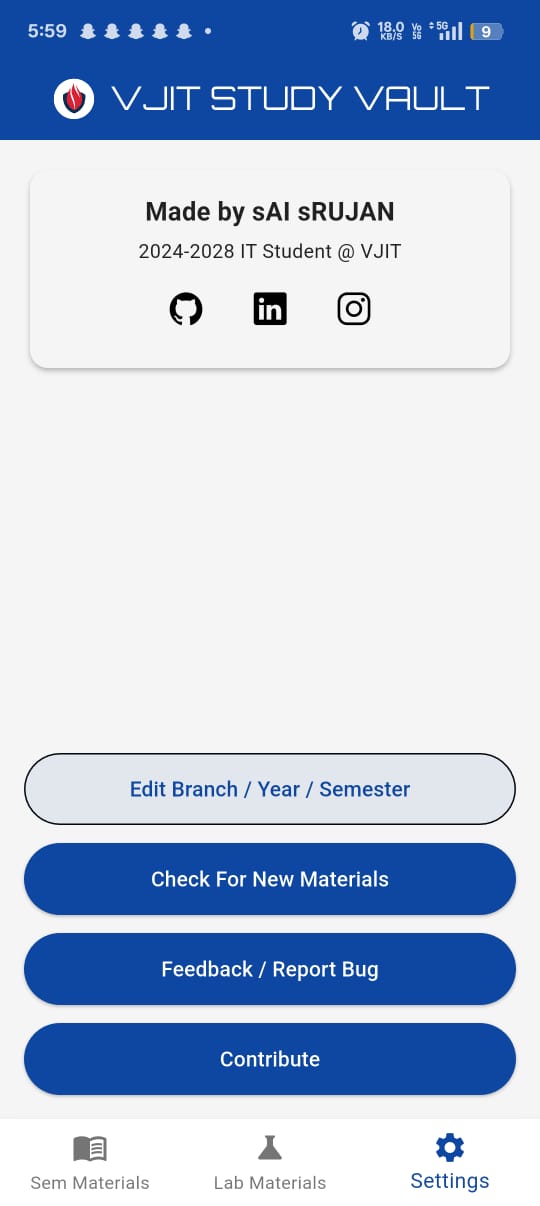 5:59
18.0
KB/S
Vo
5G
5G
9
VJIT STUDY VAULT
Made by sAI sRUJAN
2024-2028 IT Student @ VJIT
in
Edit Branch / Year / Semester
Check For New Materials
Feedback / Report Bug
Contribute
Sem Materials
Lab Materials
Settings